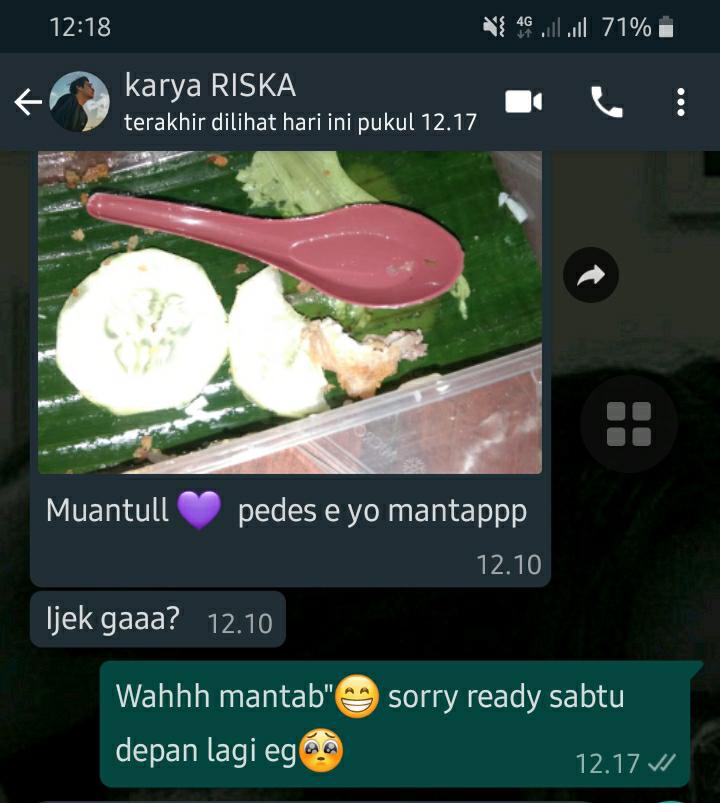 12:18
4G
71%
karya RISKA
terakhir dilihat hari ini pukul 12.17
Muantull 💜 pedes e yo mantappp
12.10
Ijek gaaa? 12.10
Wahhh mantab"😁 sorry ready sabtu
depan lagi eg🥺
12.17